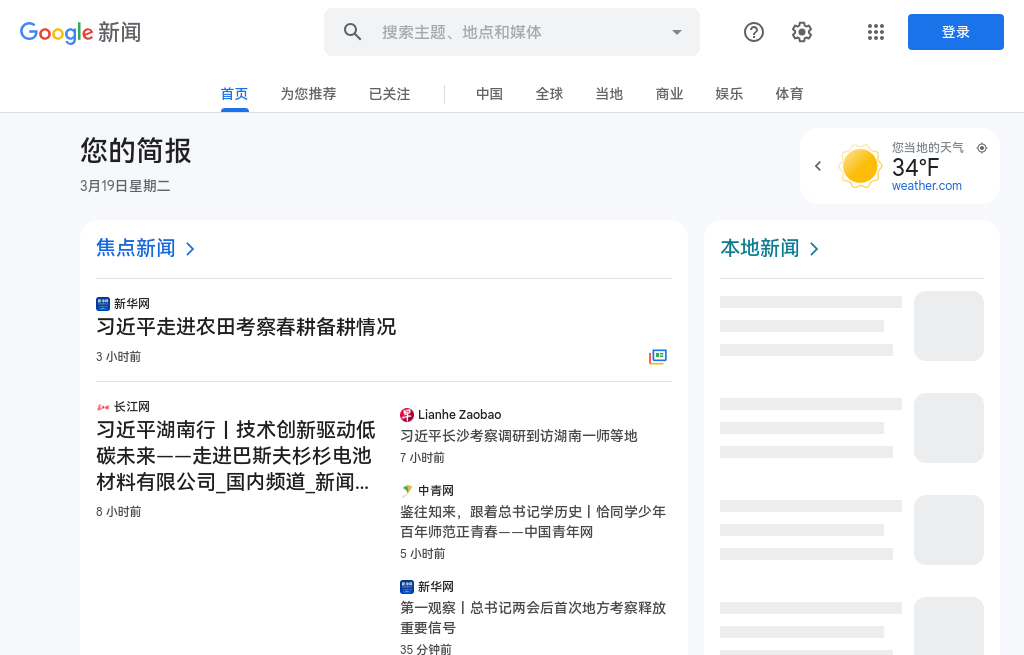 Google 新闻
搜索主题、地点和媒体
登录
首页
为您推荐
已关注
中国
全球
当地
商业
娱乐
体育
您的简报
3月19日星期二
您当地的天气
34°F
weather.com
焦点新闻
新华网
习近平走进农田考察春耕备耕情况
3 小时前
长江网
习近平湖南行丨技术创新驱动低
碳未来——走进巴斯夫杉杉电池
材料有限公司_国内频道_新闻...
8 小时前
Lianhe Zaobao
习近平长沙考察调研到访湖南一师等地
7 小时前
中青网
鉴往知来，跟着总书记学历史丨恰同学少年
百年师范正青春——中国青年网
5 小时前
新华网
第一观察丨总书记两会后首次地方考察释放
重要信号
35 分钟前
本地新闻